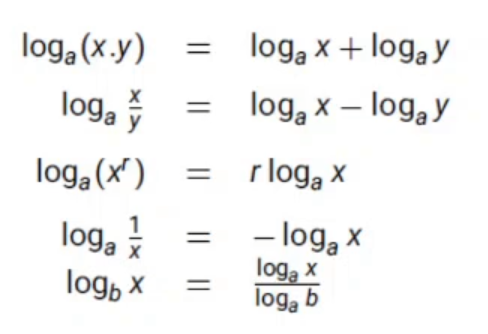 logₐ(x.y) = logₐ x + logₐ y
logₐ x/y = logₐ x − logₐ y
logₐ(xʳ) = r logₐ x
logₐ 1/x = − logₐ x
log_b x = logₐ x / logₐ b